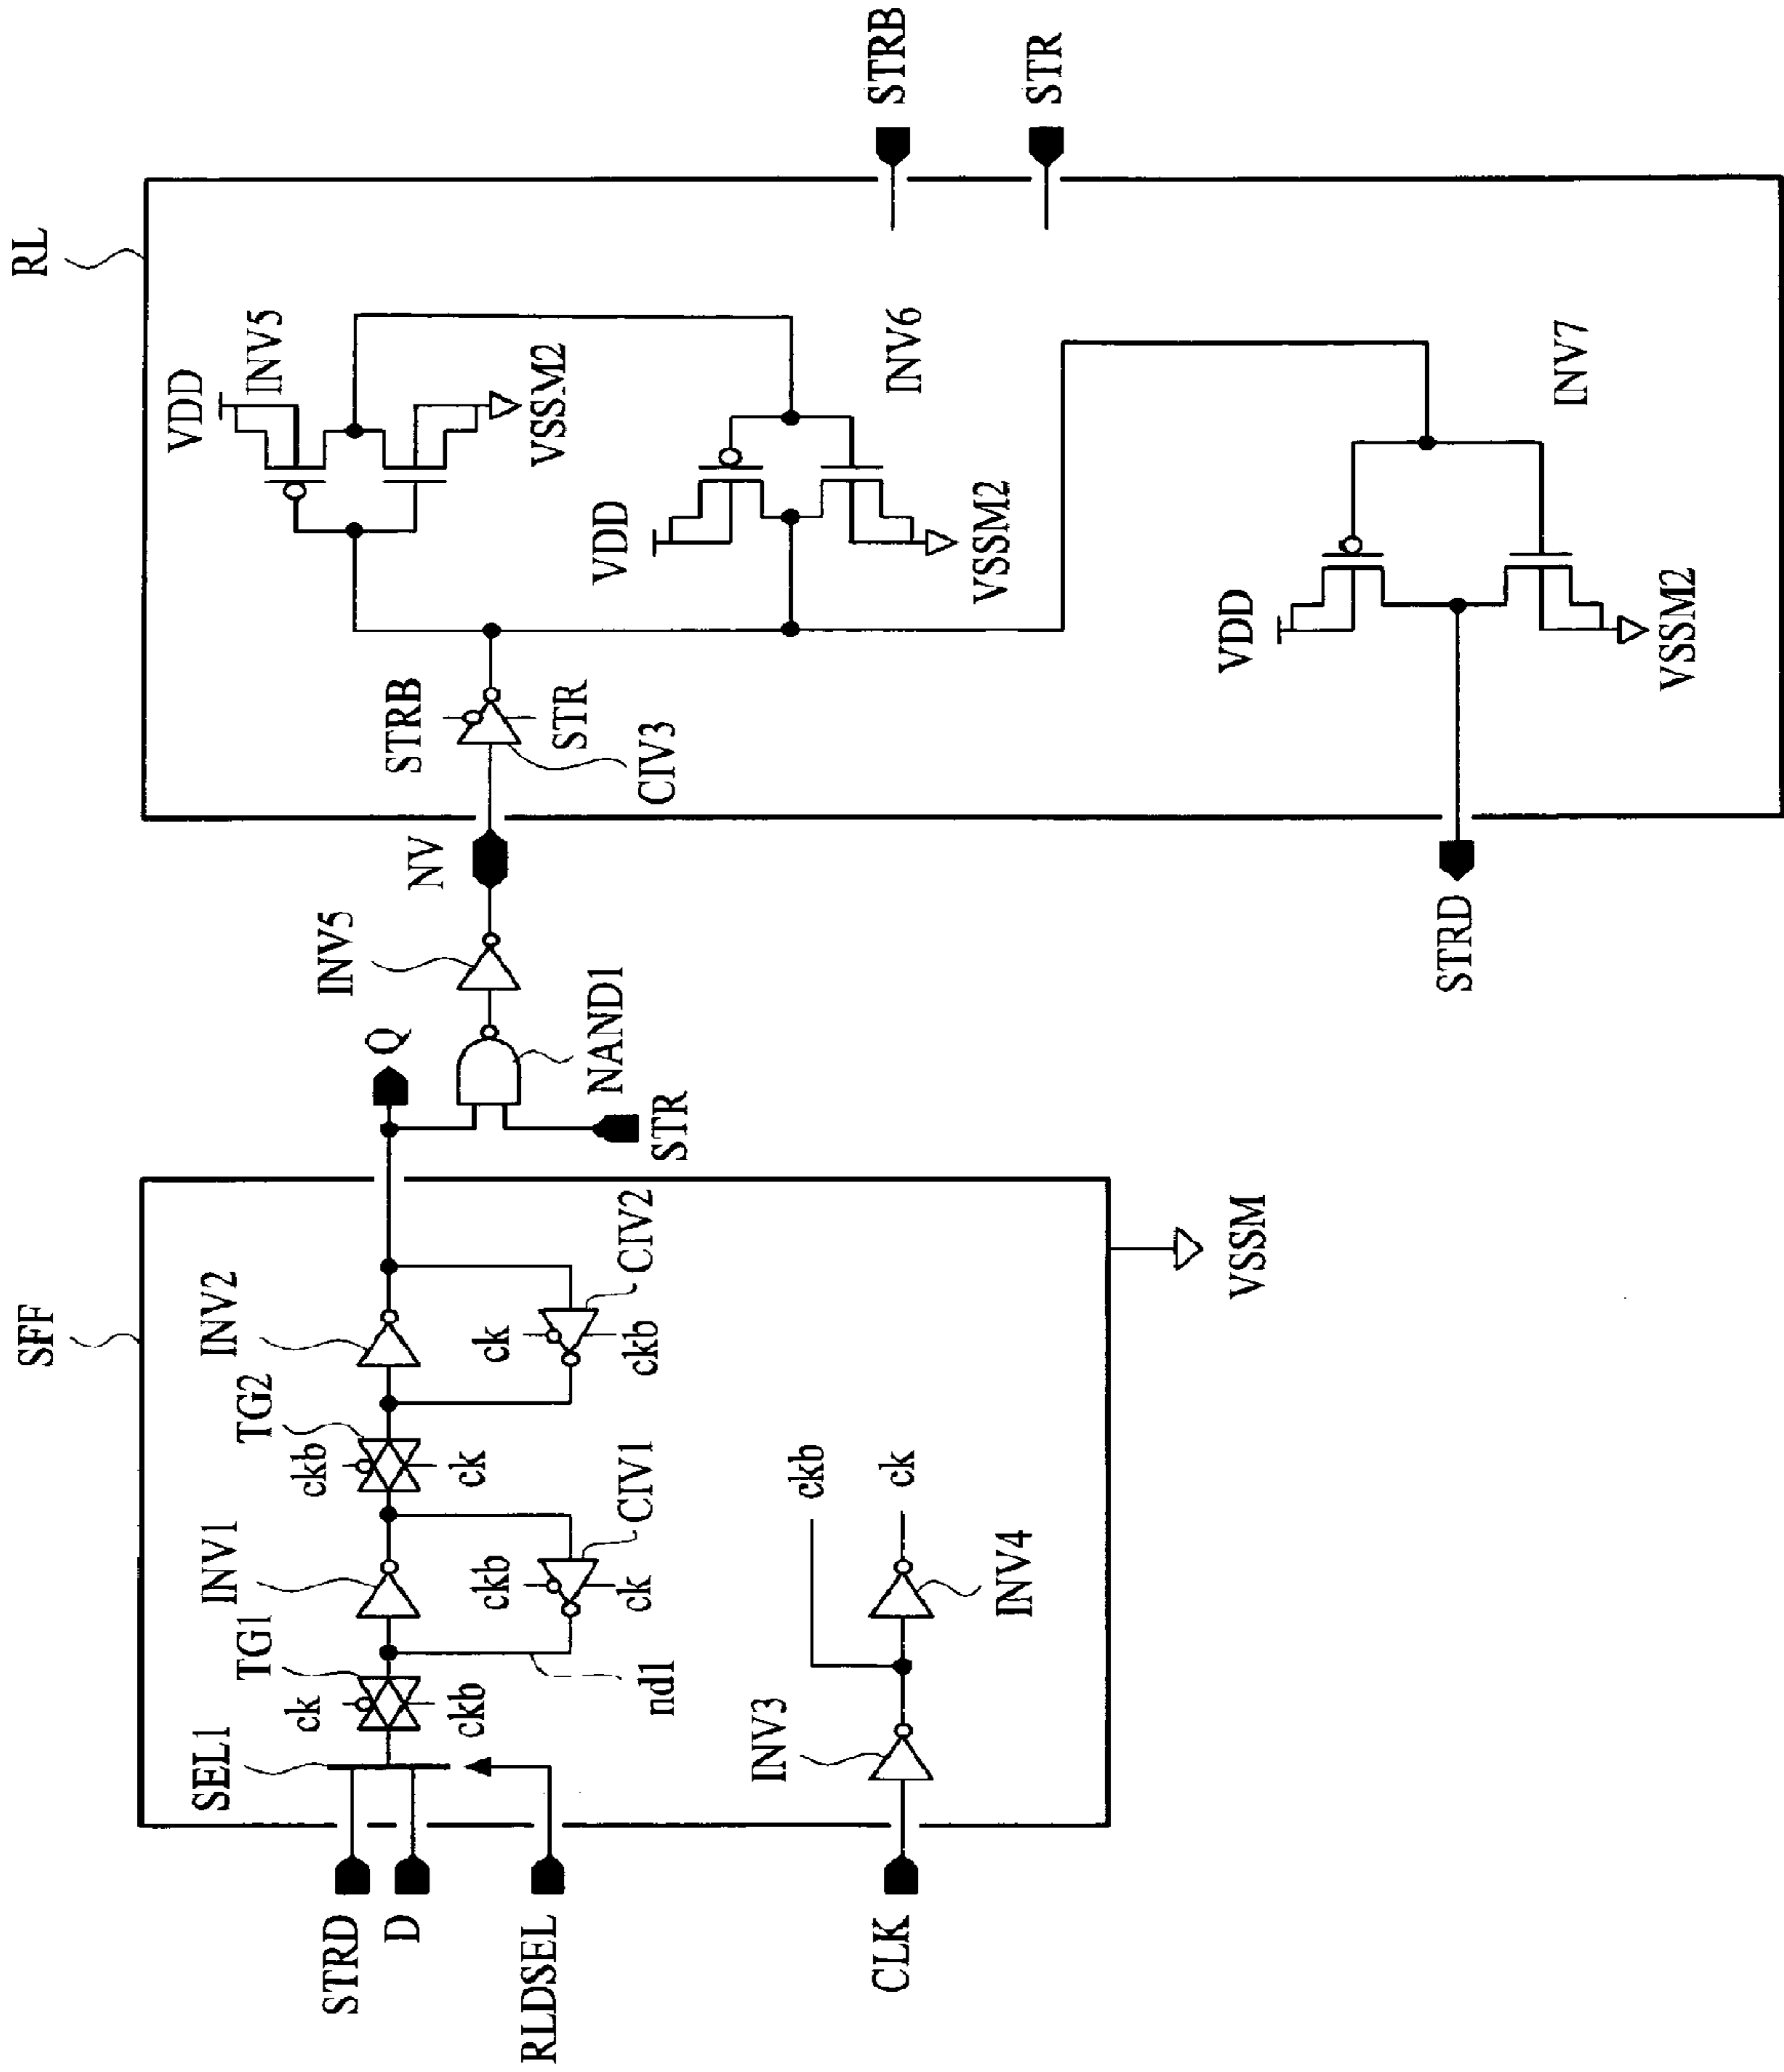 SFF
STRD
D
RLDSEL
CLK
SEL1
ck
ckb
TG1
INV1
nd1
ckb
ck
CIV1
ckb
TG2
ck
INV2
ck
ckb
CIV2
INV3
ckb
ck
INV4
VSSM
Q
STR
NAND1
INV5
NV
RL
STRB
STR
CIV3
VDD
INV5
VSSM2
VDD
INV6
VSSM2
VDD
INV7
VSSM2
STRD
STRB
STR